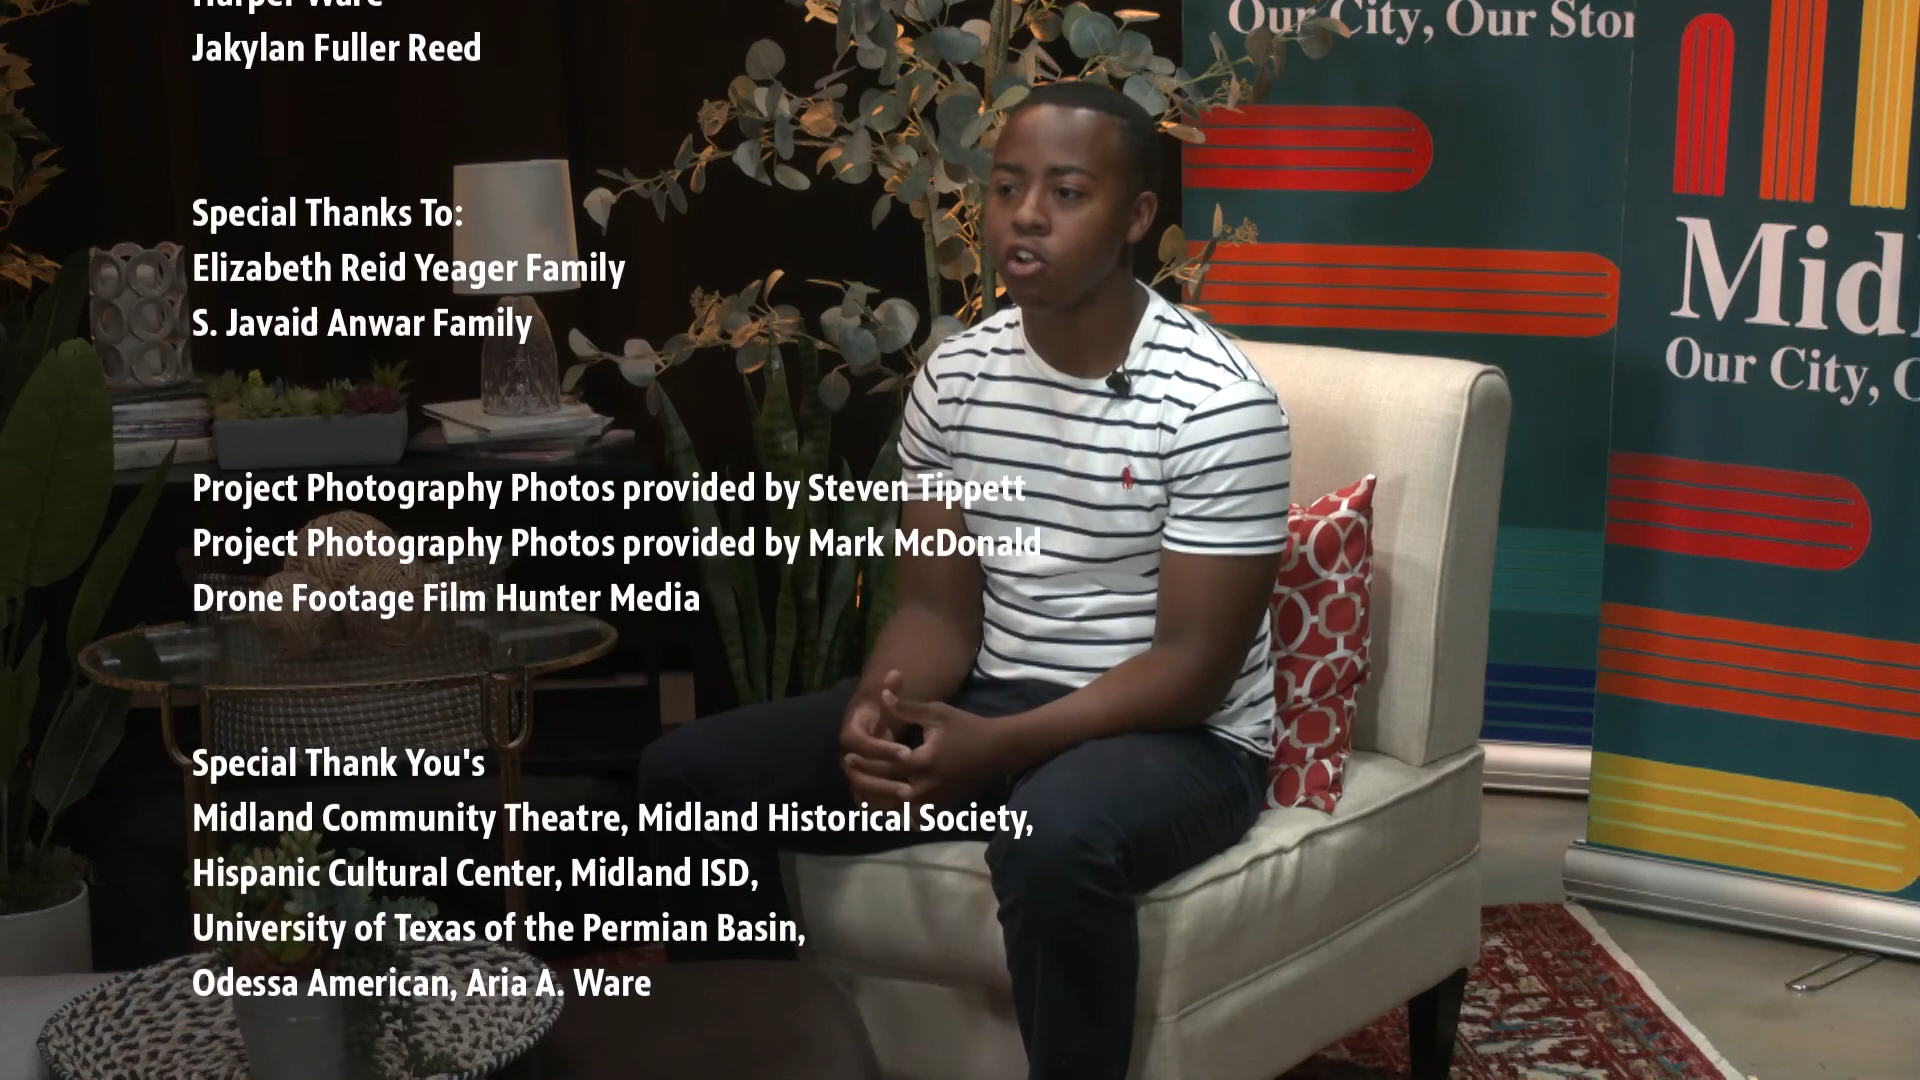 Harper Ware
Jakylan Fuller Reed
Special Thanks To:
Elizabeth Reid Yeager Family
S. Javaid Anwar Family
Project Photography Photos provided by Steven Tippett
Project Photography Photos provided by Mark McDonald
Drone Footage Film Hunter Media
Special Thank You's
Midland Community Theatre, Midland Historical Society,
Hispanic Cultural Center, Midland ISD,
University of Texas of the Permian Basin,
Odessa American, Aria A. Ware
Our City, Our Stor
Mid
Our City,